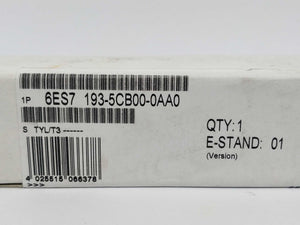 1P 6ES7 193-5CB00-0AA0
S TYL/T3 ------
QTY:1
E-STAND: 01
(Version)
4 025515 066378
>>>